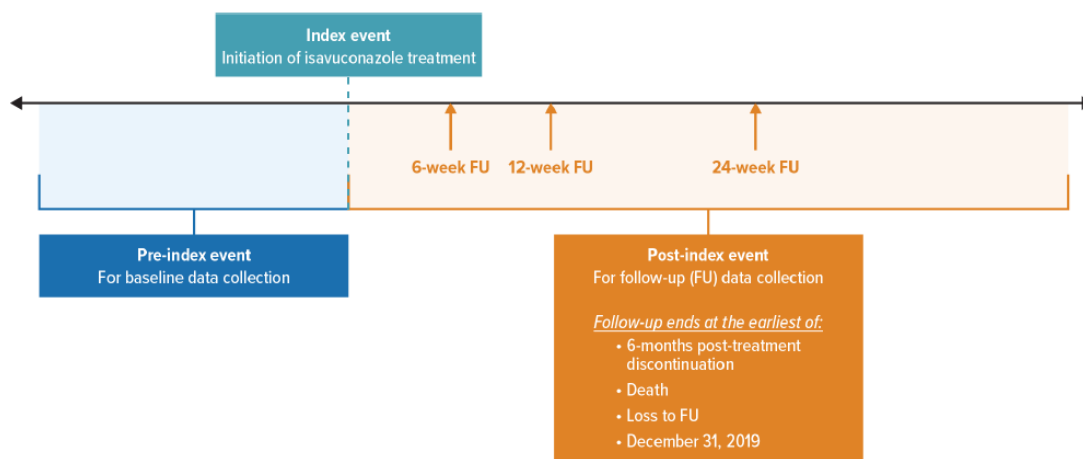 Index event
Initiation of isavuconazole treatment
6-week FU
12-week FU
24-week FU
Pre-index event
For baseline data collection
Post-index event
For follow-up (FU) data collection
Follow-up ends at the earliest of:
• 6-months post-treatment
discontinuation
• Death
• Loss to FU
• December 31, 2019